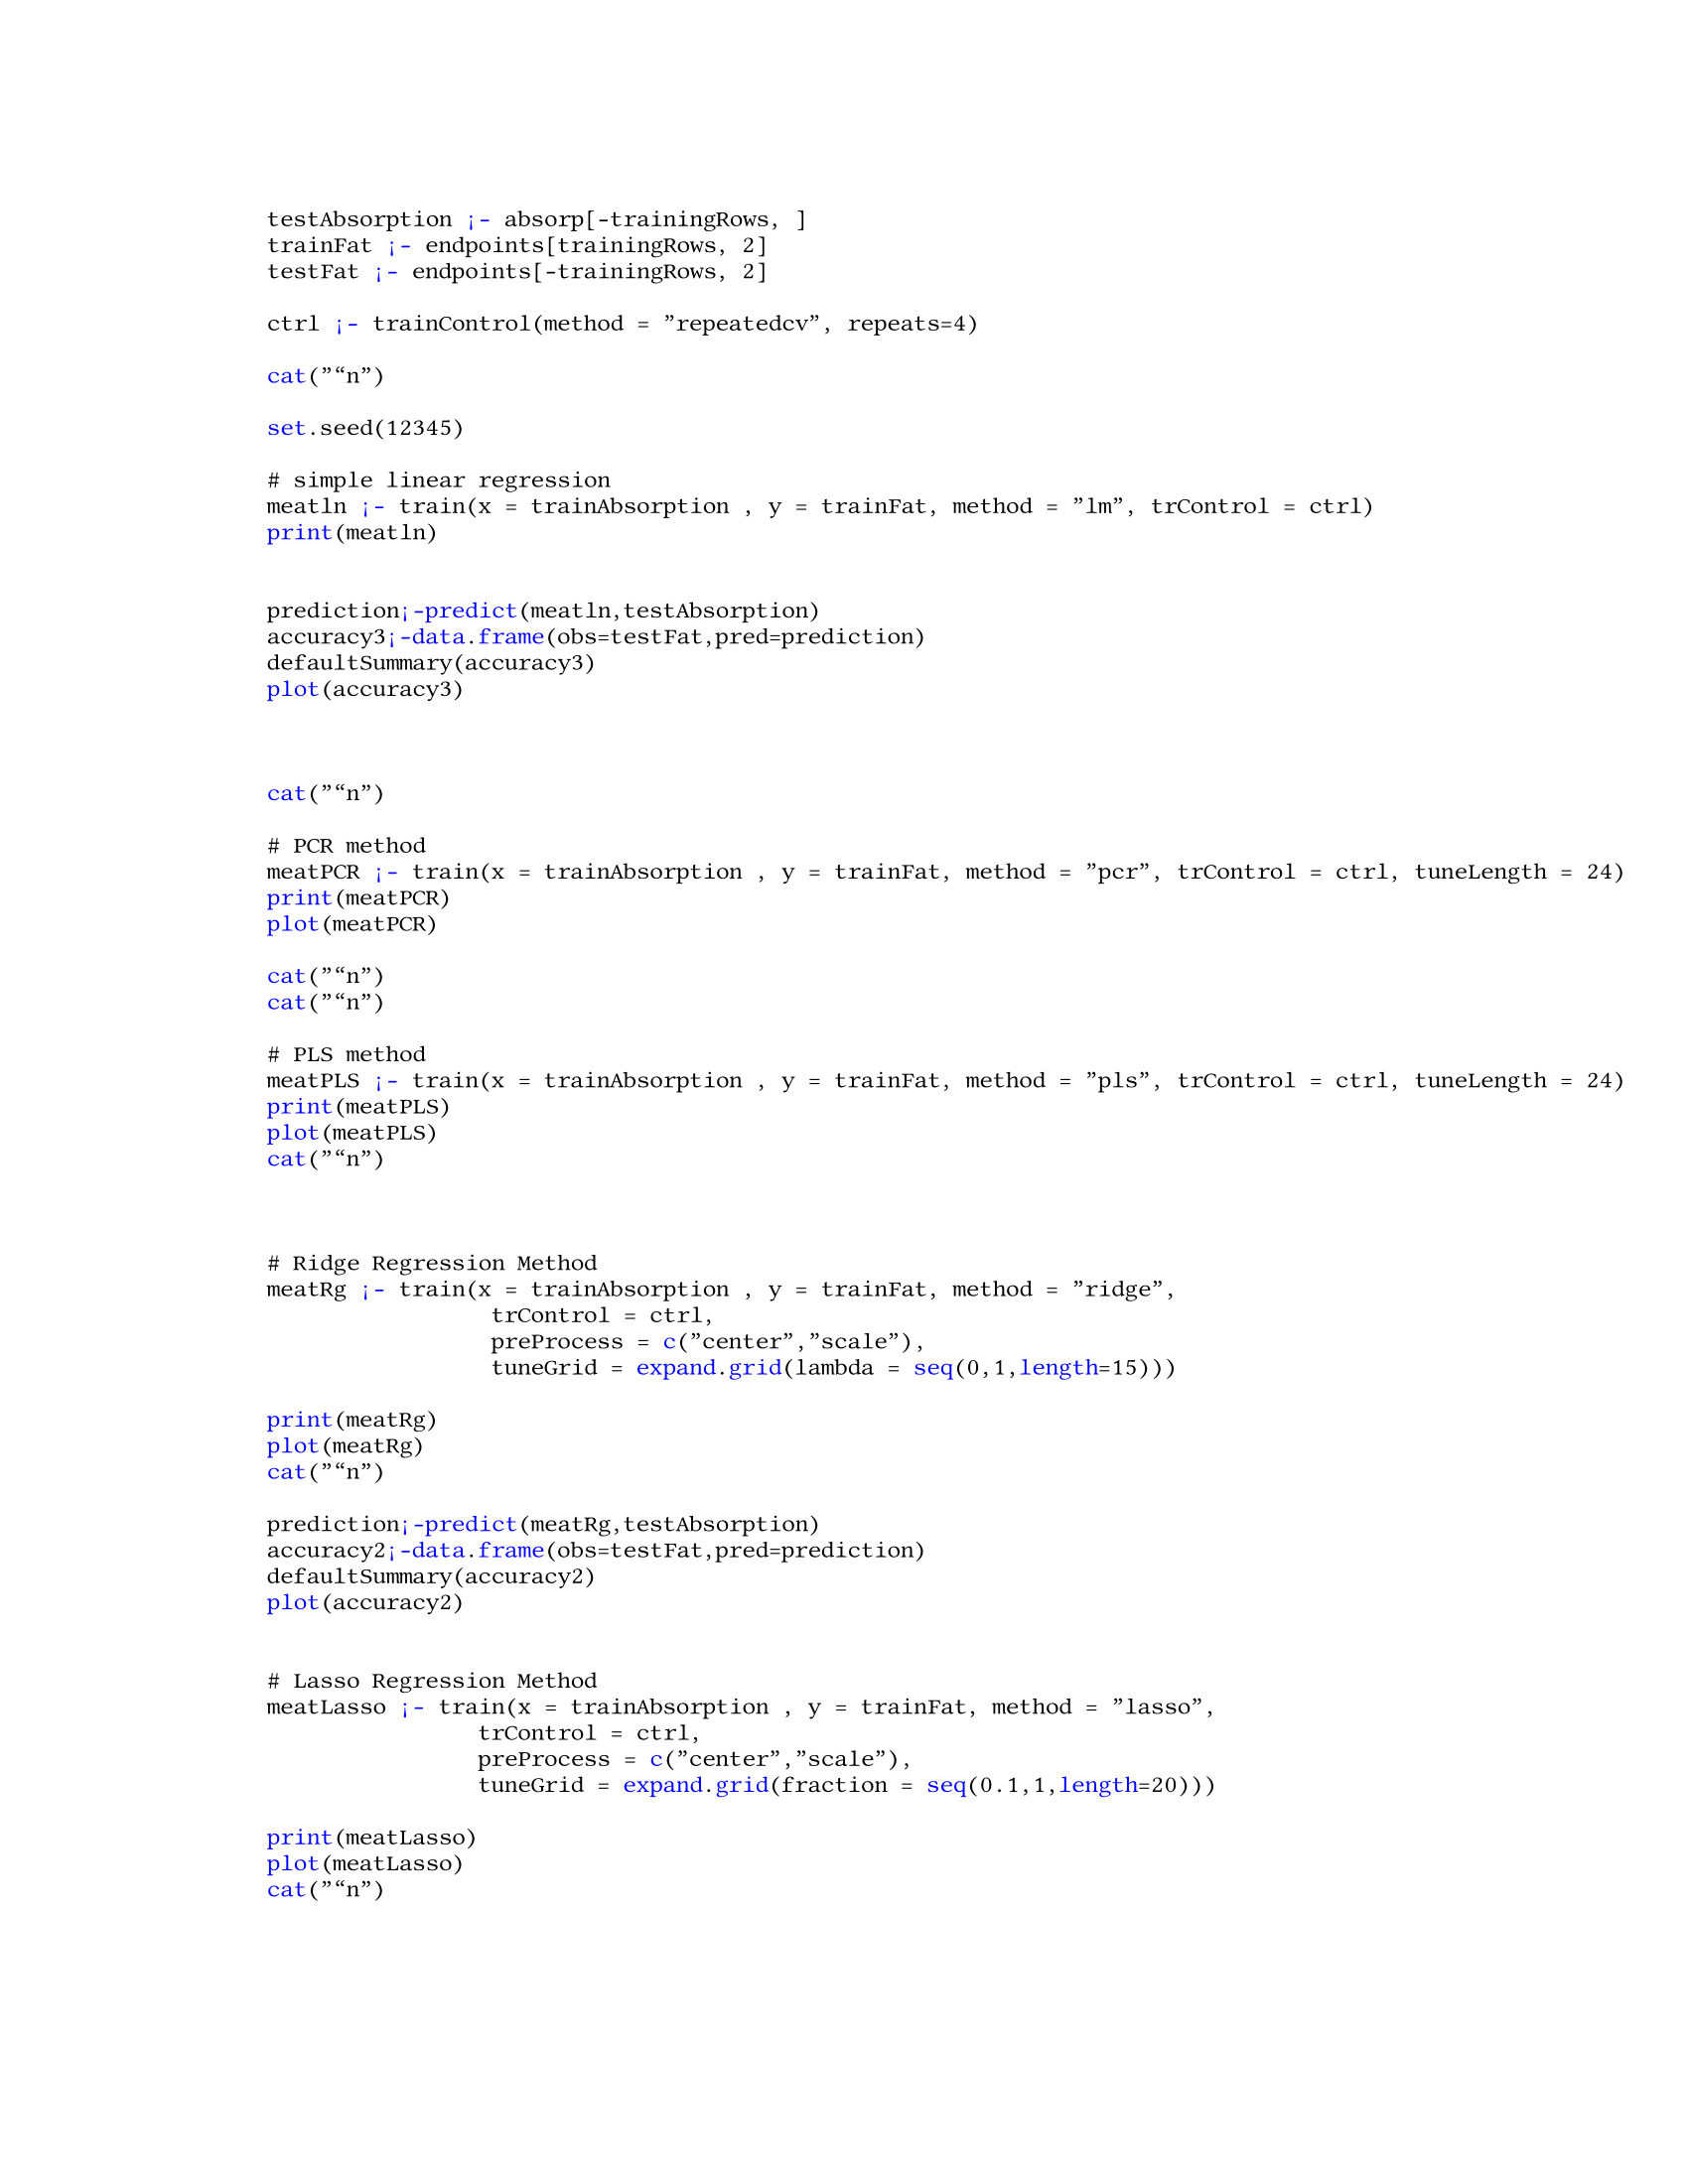 testAbsorption ¡- absorp[-trainingRows, ]
trainFat ¡- endpoints[trainingRows, 2]
testFat ¡- endpoints[-trainingRows, 2]
ctrl ¡- trainControl(method = ”repeatedcv”, repeats=4)
cat(”“n”)
set.seed(12345)
# simple linear regression
meatln ¡- train(x = trainAbsorption , y = trainFat, method = ”lm”, trControl = ctrl)
print(meatln)
prediction¡-predict(meatln,testAbsorption)
accuracy3¡-data.frame(obs=testFat,pred=prediction)
defaultSummary(accuracy3)
plot(accuracy3)
cat(”“n”)
# PCR method
meatPCR ¡- train(x = trainAbsorption , y = trainFat, method = ”pcr”, trControl = ctrl, tuneLength = 24)
print(meatPCR)
plot(meatPCR)
cat(”“n”)
cat(”“n”)
# PLS method
meatPLS ¡- train(x = trainAbsorption , y = trainFat, method = ”pls”, trControl = ctrl, tuneLength = 24)
print(meatPLS)
plot(meatPLS)
cat(”“n”)
# Ridge Regression Method
meatRg ¡- train(x = trainAbsorption , y = trainFat, method = ”ridge”,
trControl = ctrl,
preProcess = c(”center”,”scale”),
tuneGrid = expand.grid(lambda = seq(0,1,length=15)))
print(meatRg)
plot(meatRg)
cat(”“n”)
prediction¡-predict(meatRg,testAbsorption)
accuracy2¡-data.frame(obs=testFat,pred=prediction)
defaultSummary(accuracy2)
plot(accuracy2)
# Lasso Regression Method
meatLasso ¡- train(x = trainAbsorption , y = trainFat, method = ”lasso”,
trControl = ctrl,
preProcess = c(”center”,”scale”),
tuneGrid = expand.grid(fraction = seq(0.1,1,length=20)))
print(meatLasso)
plot(meatLasso)
cat(”“n”)